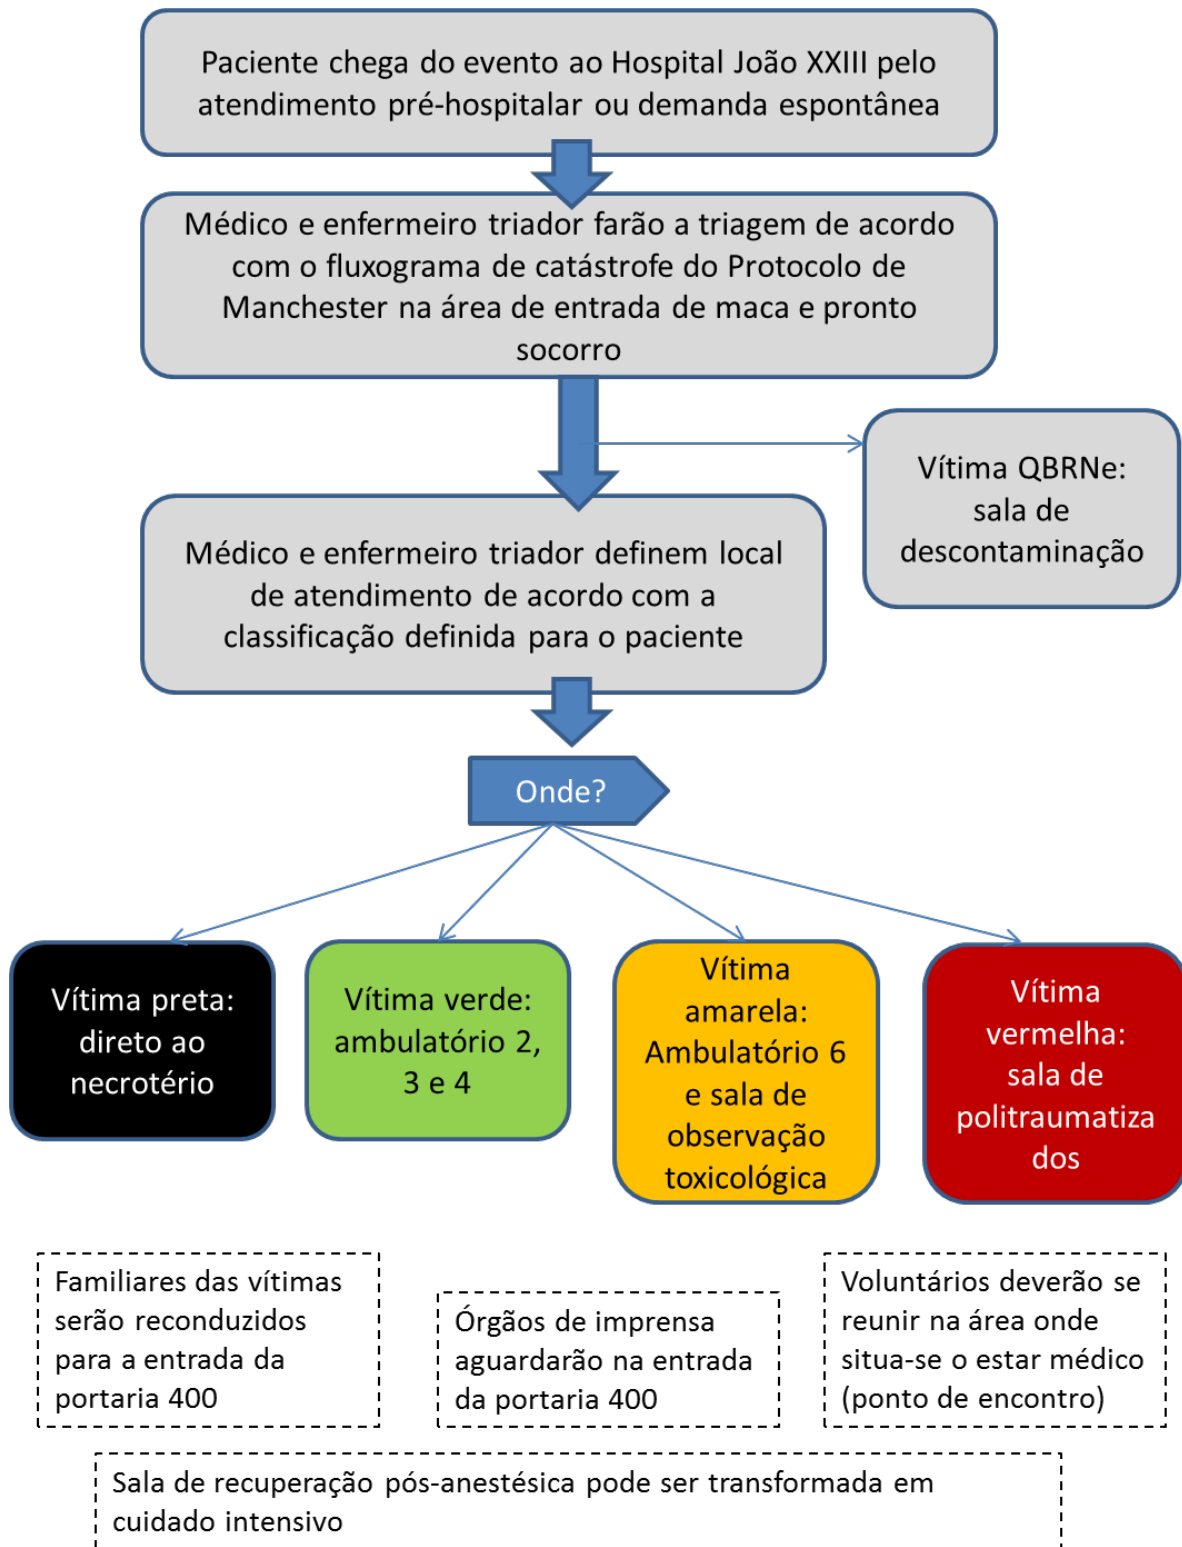 Paciente chega do evento ao Hospital João XXIII pelo
atendimento pré-hospitalar ou demanda espontânea
Médico e enfermeiro triador farão a triagem de acordo
com o fluxograma de catástrofe do Protocolo de
Manchester na área de entrada de maca e pronto
socorro
Vítima QBRNe:
sala de
descontaminação
Médico e enfermeiro triador definem local
de atendimento de acordo com a
classificação definida para o paciente
Onde?
Vítima preta:
direto ao
necrotério
Vítima verde:
ambulatório 2,
3 e 4
Vítima
amarela:
Ambulatório 6
e sala de
observação
toxicológica
Vítima
vermelha:
sala de
politraumatiza
dos
Familiares das vítimas
serão reconduzidos
para a entrada da
portaria 400
Órgãos de imprensa
aguardarão na entrada
da portaria 400
Voluntários deverão se
reunir na área onde
situa-se o estar médico
(ponto de encontro)
Sala de recuperação pós-anestésica pode ser transformada em
cuidado intensivo